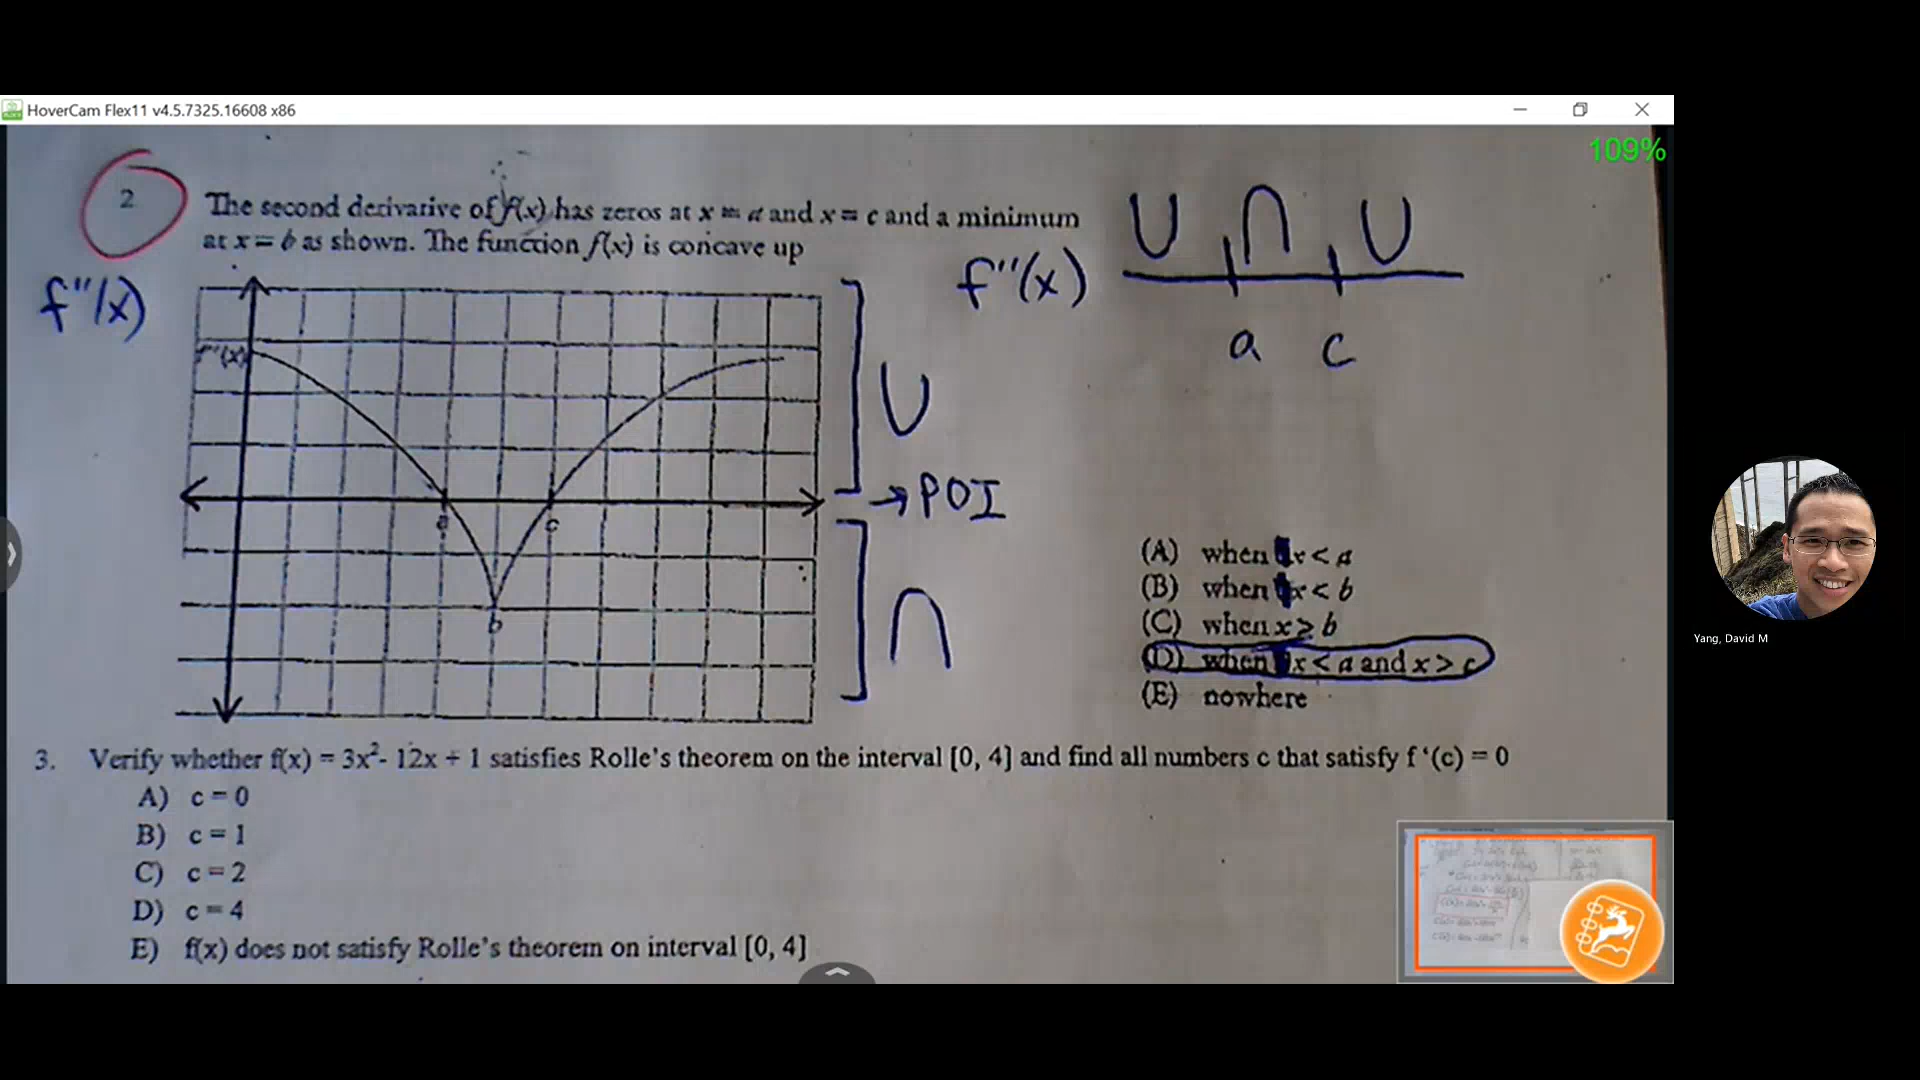 HoverCam Flex11 v4.5.7325.16608 x86
109%
2 The second derivative of f(x) has zeros at x = a and x = c and a minimum
at x = b as shown. The function f(x) is concave up
f''(x)
f''(x)
a
c
b
U
→ POI
∩
f''(x)
U ∩ U
a c
(A) when x < a
(B) when x < b
(C) when x > b
(D) when x < a and x > c
(E) nowhere
3. Verify whether f(x) = 3x²- 12x + 1 satisfies Rolle's theorem on the interval [0, 4] and find all numbers c that satisfy f '(c) = 0
A) c = 0
B) c = 1
C) c = 2
D) c = 4
E) f(x) does not satisfy Rolle's theorem on interval [0, 4]
Yang, David M